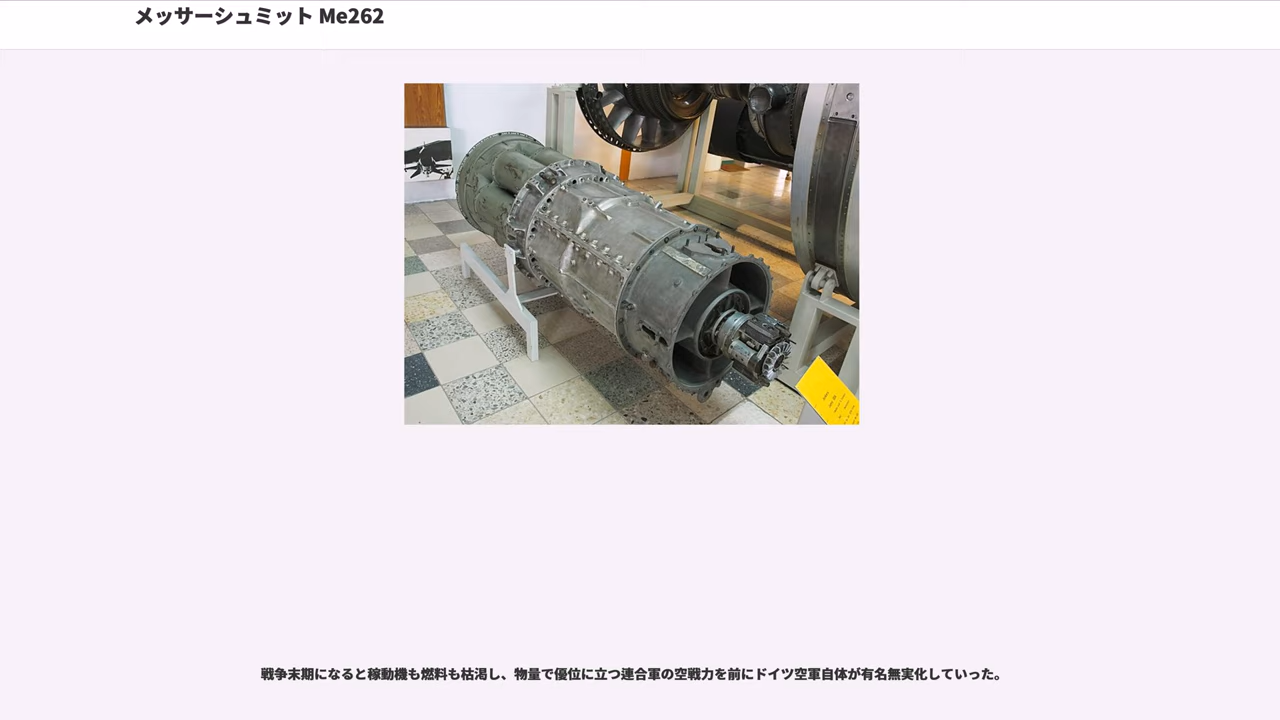 メッサーシュミット Me262
戦争末期になると稼動機も燃料も枯渇し、物量で優位に立つ連合軍の空戦力を前にドイツ空軍自体が有名無実化していった。